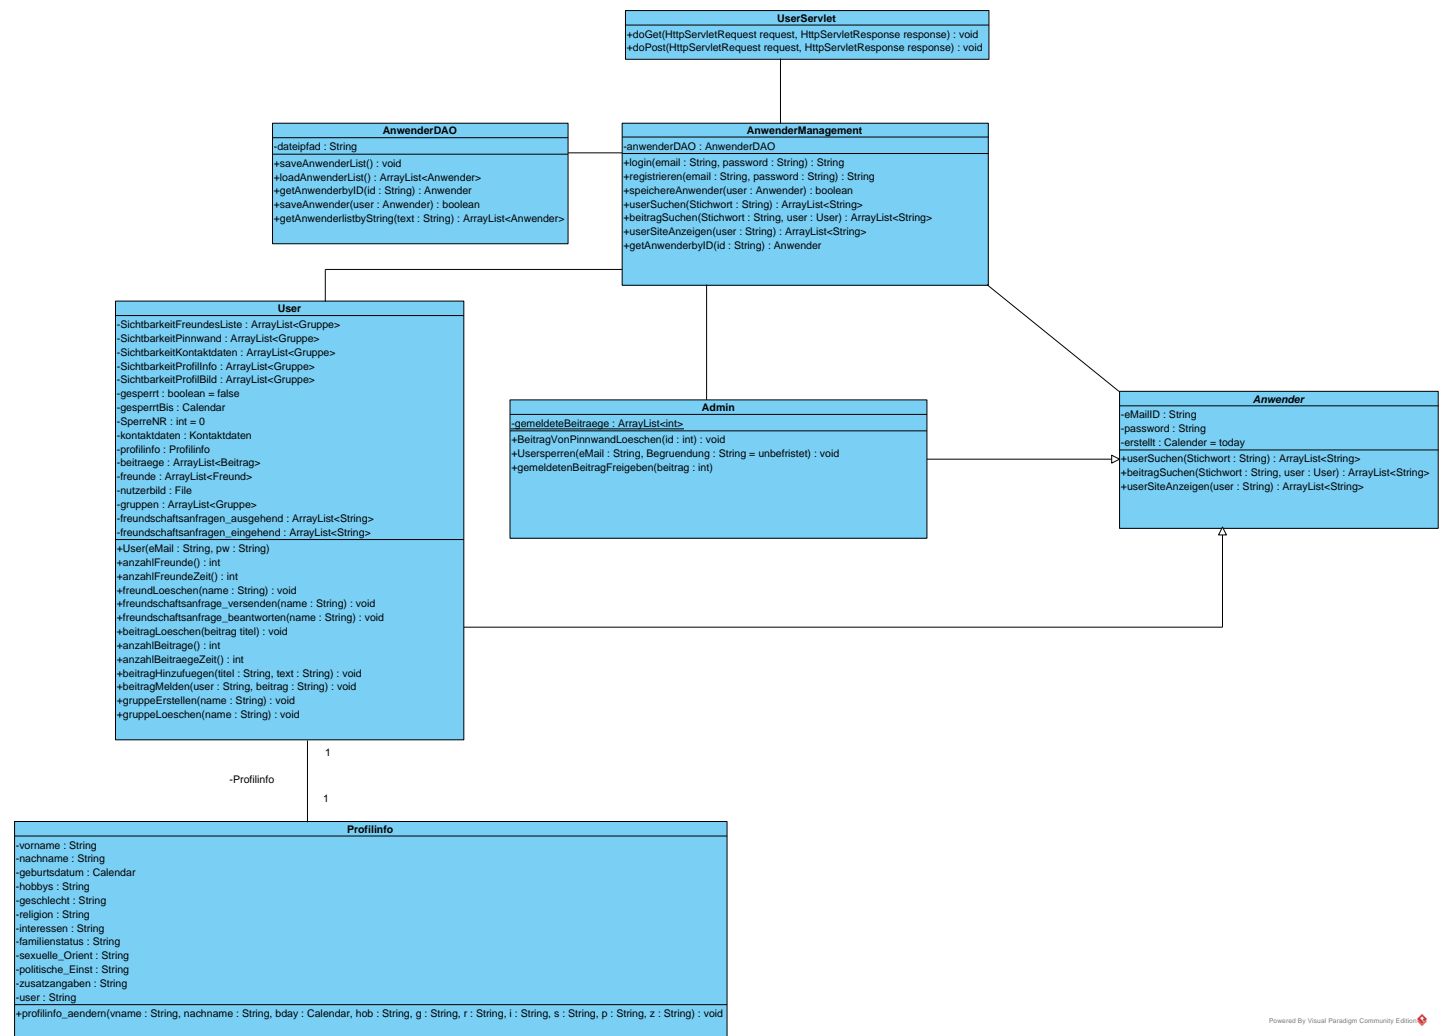 UserServlet
+doGet(HttpServletRequest request, HttpServletResponse response) : void
+doPost(HttpServletRequest request, HttpServletResponse response) : void
AnwenderDAO
-dateipfad : String
+saveAnwenderList() : void
+loadAnwenderList() : ArrayList<Anwender>
+getAnwenderbyID(id : String) : Anwender
+saveAnwender(user : Anwender) : boolean
+getAnwenderlistbyString(text : String) : ArrayList<Anwender>
AnwenderManagement
-anwenderDAO : AnwenderDAO
+login(email : String, password : String) : String
+registrieren(email : String, password : String) : String
+speichereAnwender(user : Anwender) : boolean
+userSuchen(Stichwort : String) : ArrayList<String>
+beitragSuchen(Stichwort : String, user : User) : ArrayList<String>
+userSiteAnzeigen(user : String) : ArrayList<String>
+getAnwenderbyID(id : String) : Anwender
User
-SichtbarkeitFreundesListe : ArrayList<Gruppe>
-SichtbarkeitPinnwand : ArrayList<Gruppe>
-SichtbarkeitKontaktdaten : ArrayList<Gruppe>
-SichtbarkeitProfilInfo : ArrayList<Gruppe>
-SichtbarkeitProfilBild : ArrayList<Gruppe>
-gesperrt : boolean = false
-gesperrtBis : Calendar
-SperreNR : int = 0
-kontaktdaten : Kontaktdaten
-profilinfo : Profilinfo
-beitraege : ArrayList<Beitrag>
-freunde : ArrayList<Freund>
-nutzerbild : File
-gruppen : ArrayList<Gruppe>
-freundschaftsanfragen_ausgehend : ArrayList<String>
-freundschaftsanfragen_eingehend : ArrayList<String>
+User(eMail : String, pw : String)
+anzahlFreunde() : int
+anzahlFreundeZeit() : int
+freundLoeschen(name : String) : void
+freundschaftsanfrage_versenden(name : String) : void
+freundschaftsanfrage_beantworten(name : String) : void
+beitragLoeschen(beitrag titel) : void
+anzahlBeitrage() : int
+anzahlBeitraegeZeit() : int
+beitragHinzufuegen(titel : String, text : String) : void
+beitragMelden(user : String, beitrag : String) : void
+gruppeErstellen(name : String) : void
+gruppeLoeschen(name : String) : void
Admin
-gemeldeteBeitraege : ArrayList<int>
+BeitragVonPinnwandLoeschen(id : int) : void
+Usersperren(eMail : String, Begruendung : String = unbefristet) : void
+gemeldetenBeitragFreigeben(beitrag : int)
Anwender
-eMailID : String
-password : String
-erstellt : Calender = today
+userSuchen(Stichwort : String) : ArrayList<String>
+beitragSuchen(Stichwort : String, user : User) : ArrayList<String>
+userSiteAnzeigen(user : String) : ArrayList<String>
1
-Profilinfo
1
Profilinfo
-vorname : String
-nachname : String
-geburtsdatum : Calendar
-hobbys : String
-geschlecht : String
-religion : String
-interessen : String
-familienstatus : String
-sexuelle_Orient : String
-politische_Einst : String
-zusatzangaben : String
-user : String
+profilinfo_aendern(vname : String, nachname : String, bday : Calendar, hob : String, g : String, r : String, i : String, s : String, p : String, z : String) : void
Powered By Visual Paradigm Community Edition